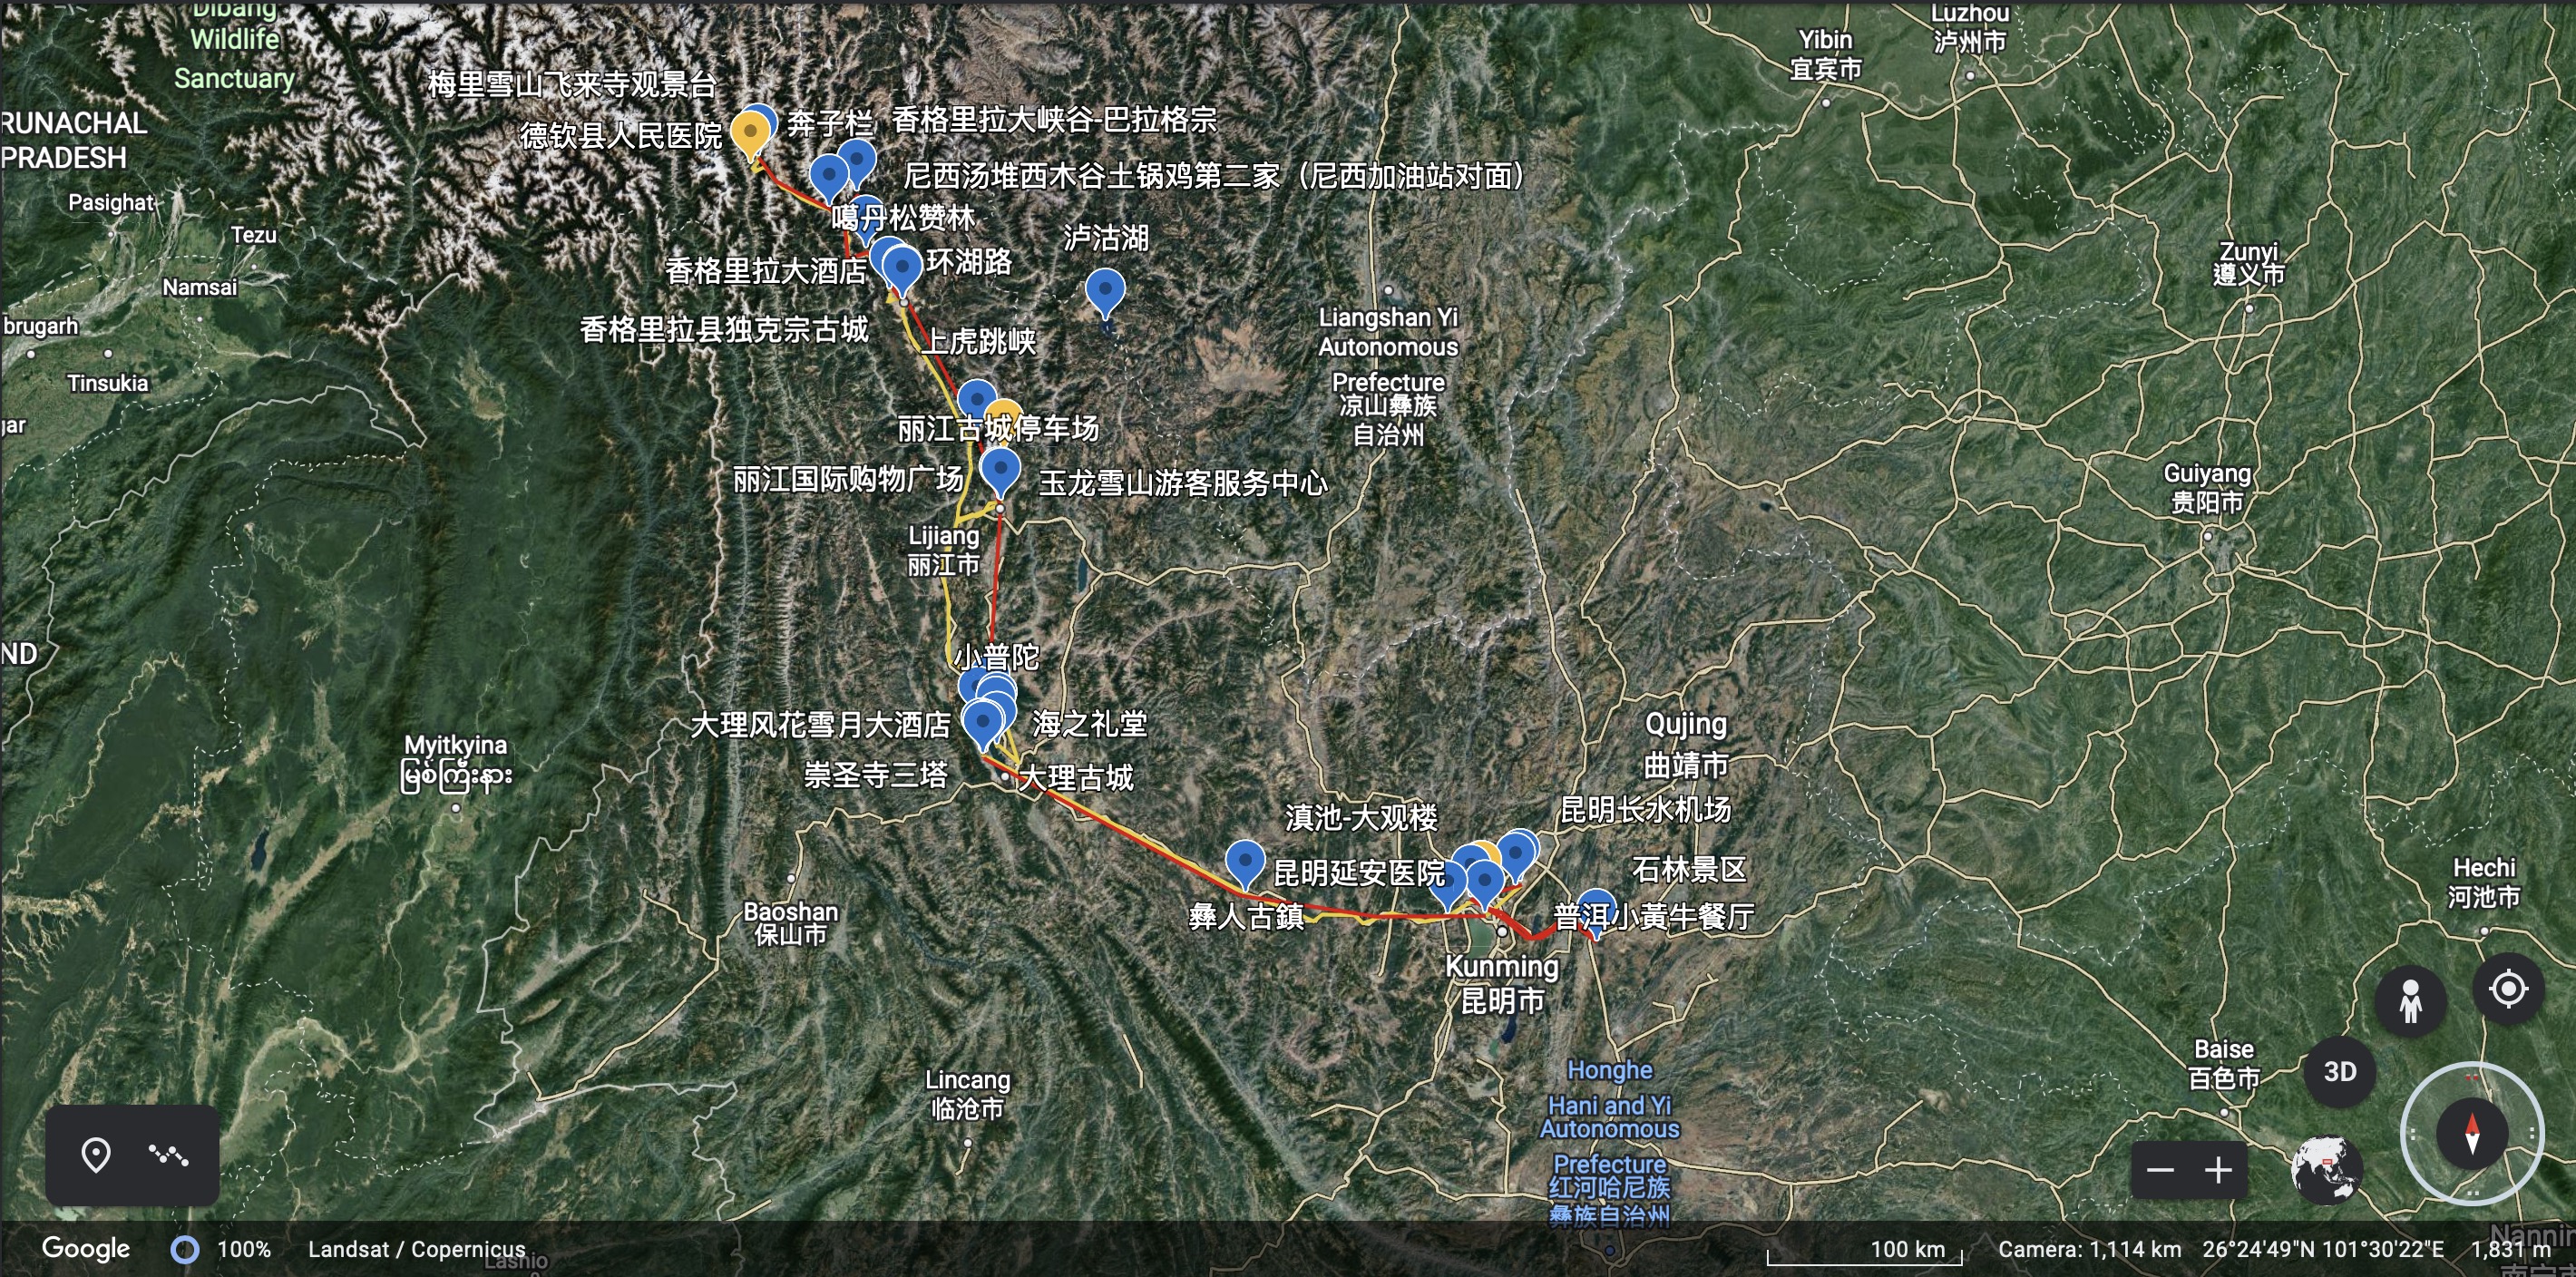 Dibang
Wildlife
Sanctuary
Luzhou
泸州市
Yibin
宜宾市
梅里雪山飞来寺观景台
德钦县人民医院
奔子栏
香格里拉大峡谷-巴拉格宗
RUNACHAL
PRADESH
尼西汤堆西木谷土锅鸡第二家（尼西加油站对面）
Pasighat
噶丹松赞林
Tezu
泸沽湖
Zunyi
遵义市
香格里拉大酒店
环湖路
Namsai
brugarh
香格里拉县独克宗古城
上虎跳峡
Liangshan Yi
Autonomous
Prefecture
凉山彝族
自治州
Tinsukia
jar
丽江古城停车场
丽江国际购物广场
玉龙雪山游客服务中心
Guiyang
贵阳市
Lijiang
丽江市
ND
小普陀
大理风花雪月大酒店
海之礼堂
Qujing
曲靖市
Myitkyina
မြစ်ကြီးနား
崇圣寺三塔
大理古城
滇池-大观楼
昆明长水机场
昆明延安医院
石林景区
Hechi
河池市
Baoshan
保山市
彝人古鎮
普洱小黃牛餐厅
Kunming
昆明市
Baise
百色市
3D
Lincang
临沧市
Honghe
Hani and Yi
Autonomous
Prefecture
红河哈尼族
彝族自治州
Google
100%
Landsat / Copernicus
Lashio
100 km
Camera: 1,114 km
26°24'49"N 101°30'22"E
1,831 m
Nannin
南宁市